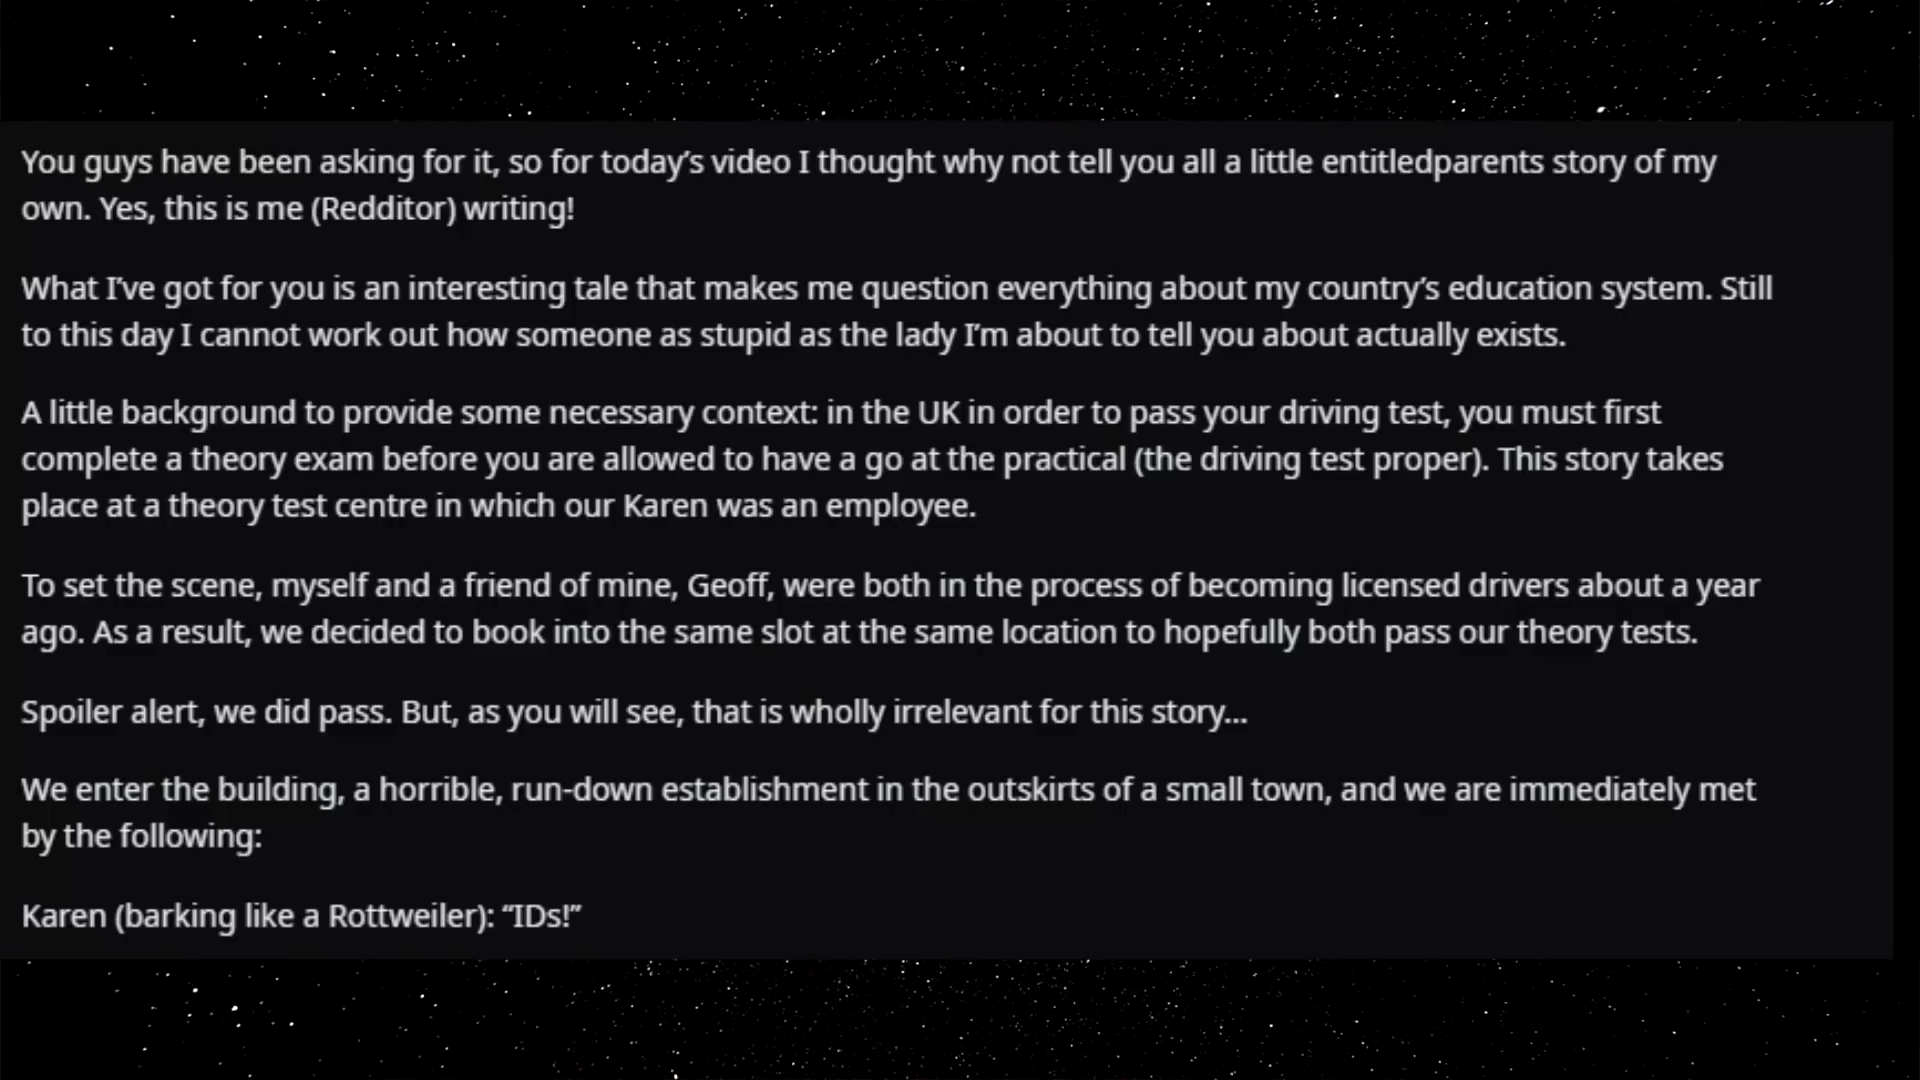 You guys have been asking for it, so for today’s video I thought why not tell you all a little entitledparents story of my
own. Yes, this is me (Redditor) writing!
What I’ve got for you is an interesting tale that makes me question everything about my country’s education system. Still
to this day I cannot work out how someone as stupid as the lady I’m about to tell you about actually exists.
A little background to provide some necessary context: in the UK in order to pass your driving test, you must first
complete a theory exam before you are allowed to have a go at the practical (the driving test proper). This story takes
place at a theory test centre in which our Karen was an employee.
To set the scene, myself and a friend of mine, Geoff, were both in the process of becoming licensed drivers about a year
ago. As a result, we decided to book into the same slot at the same location to hopefully both pass our theory tests.
Spoiler alert, we did pass. But, as you will see, that is wholly irrelevant for this story...
We enter the building, a horrible, run-down establishment in the outskirts of a small town, and we are immediately met
by the following:
Karen (barking like a Rottweiler): “IDs!”